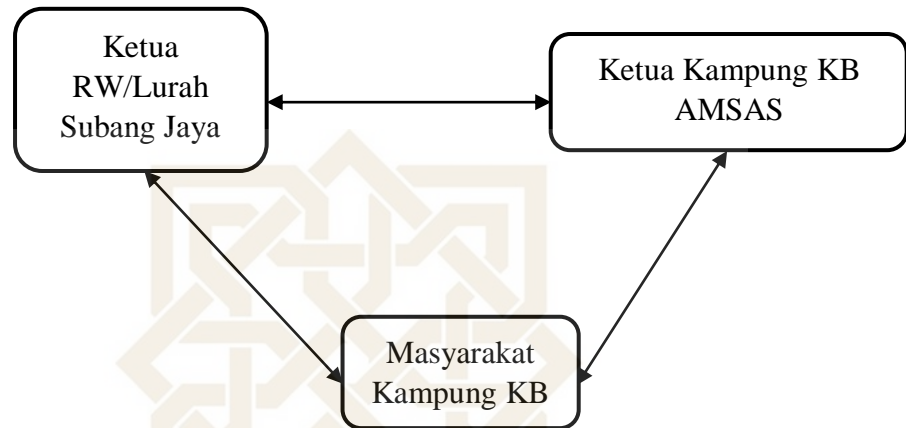 Ketua
RW/Lurah
Subang Jaya
Ketua Kampung KB
AMSAS
Masyarakat
Kampung KB